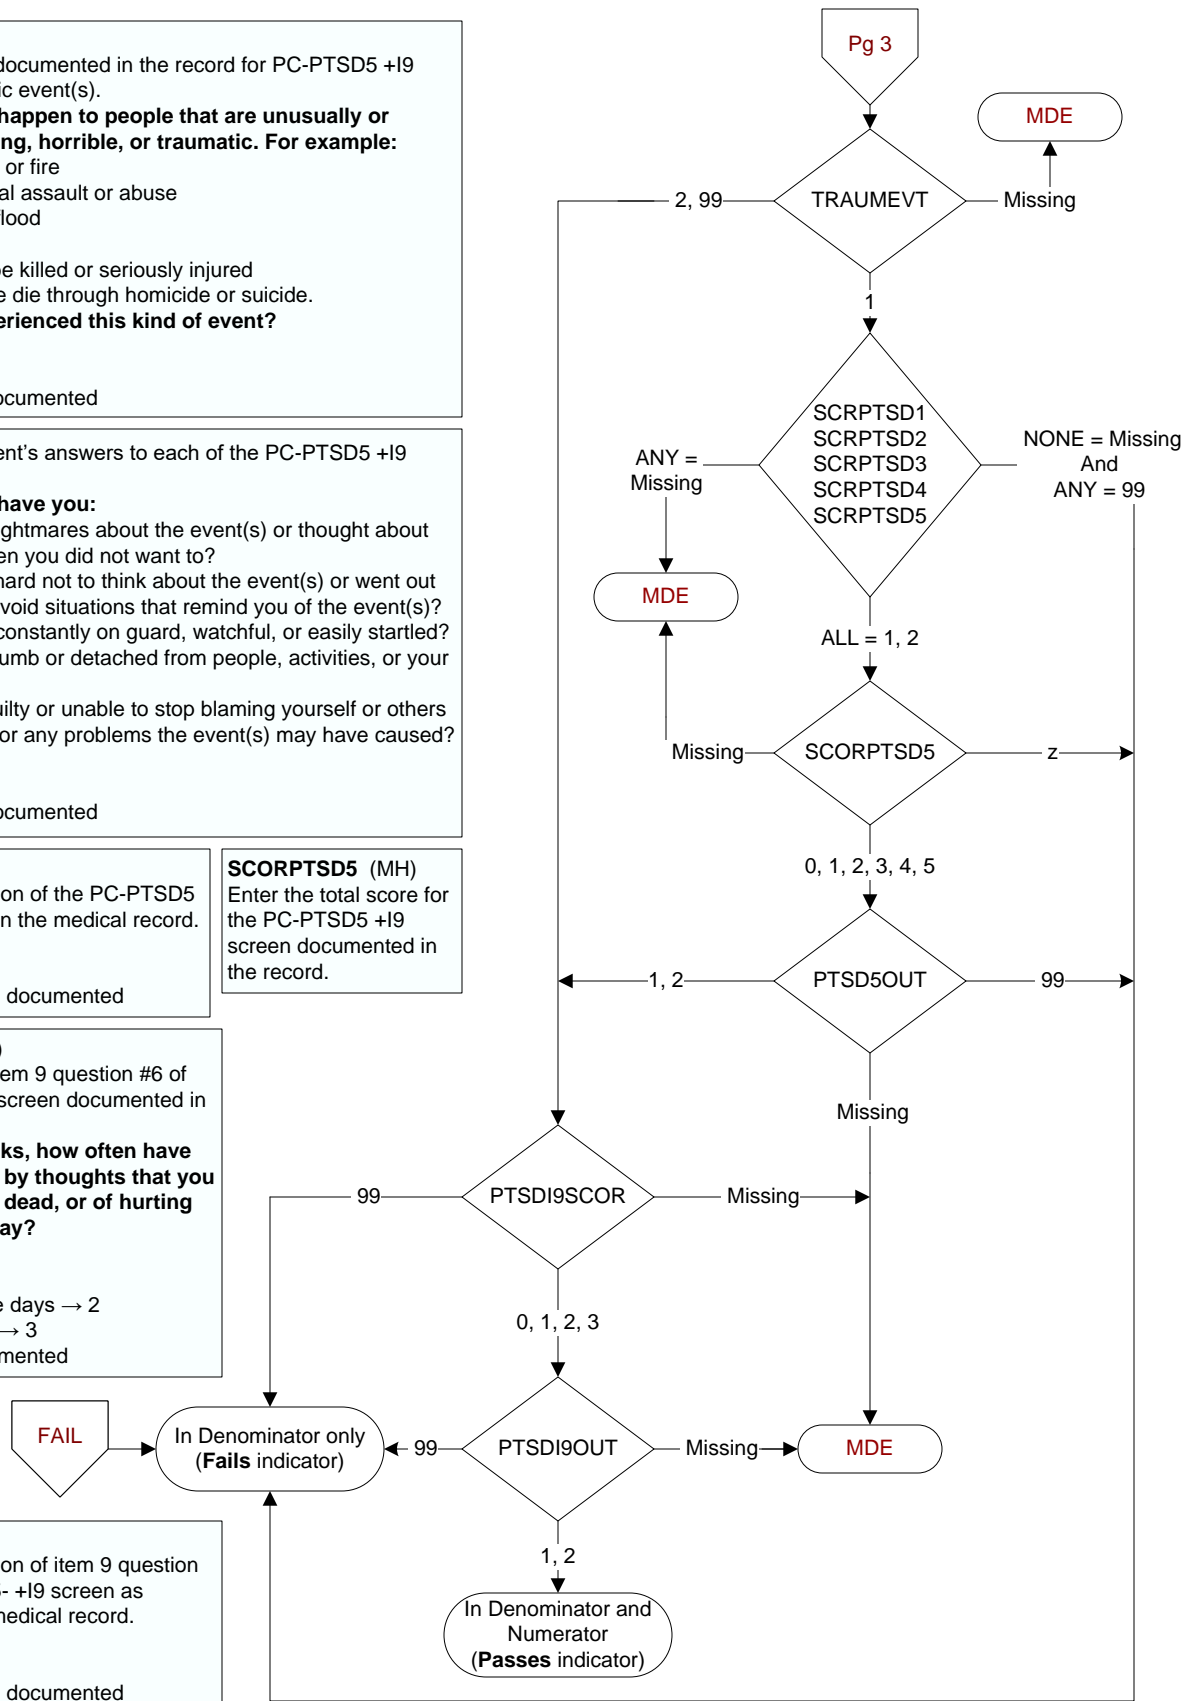 documented in the record for PC-PTSD5 +I9
ic event(s).
happen to people that are unusually or
ng, horrible, or traumatic. For example:
or fire
al assault or abuse
flood
be killed or seriously injured
e die through homicide or suicide.
erienced this kind of event?
ocumented
ent's answers to each of the PC-PTSD5 +I9
have you:
ightmares about the event(s) or thought about
en you did not want to?
hard not to think about the event(s) or went out
void situations that remind you of the event(s)?
constantly on guard, watchful, or easily startled?
umb or detached from people, activities, or your
uilty or unable to stop blaming yourself or others
or any problems the event(s) may have caused?
ocumented
on of the PC-PTSD5
n the medical record.
documented
SCORPTSD5 (MH)
Enter the total score for
the PC-PTSD5 +I9
screen documented in
the record.
)
em 9 question #6 of
screen documented in
ks, how often have
by thoughts that you
dead, or of hurting
ay?
e days → 2
→ 3
mented
on of item 9 question
5- +I9 screen as
medical record.
documented
Pg 3
MDE
TRAUMEVT
2, 99
Missing
1
SCRPTSD1
SCRPTSD2
SCRPTSD3
SCRPTSD4
SCRPTSD5
ANY =
Missing
NONE = Missing
And
ANY = 99
MDE
ALL = 1, 2
SCORPTSD5
Missing
z
0, 1, 2, 3, 4, 5
PTSD5OUT
1, 2
99
Missing
PTSDI9SCOR
99
Missing
0, 1, 2, 3
FAIL
In Denominator only
(Fails indicator)
99
PTSDI9OUT
Missing
MDE
1, 2
In Denominator and
Numerator
(Passes indicator)